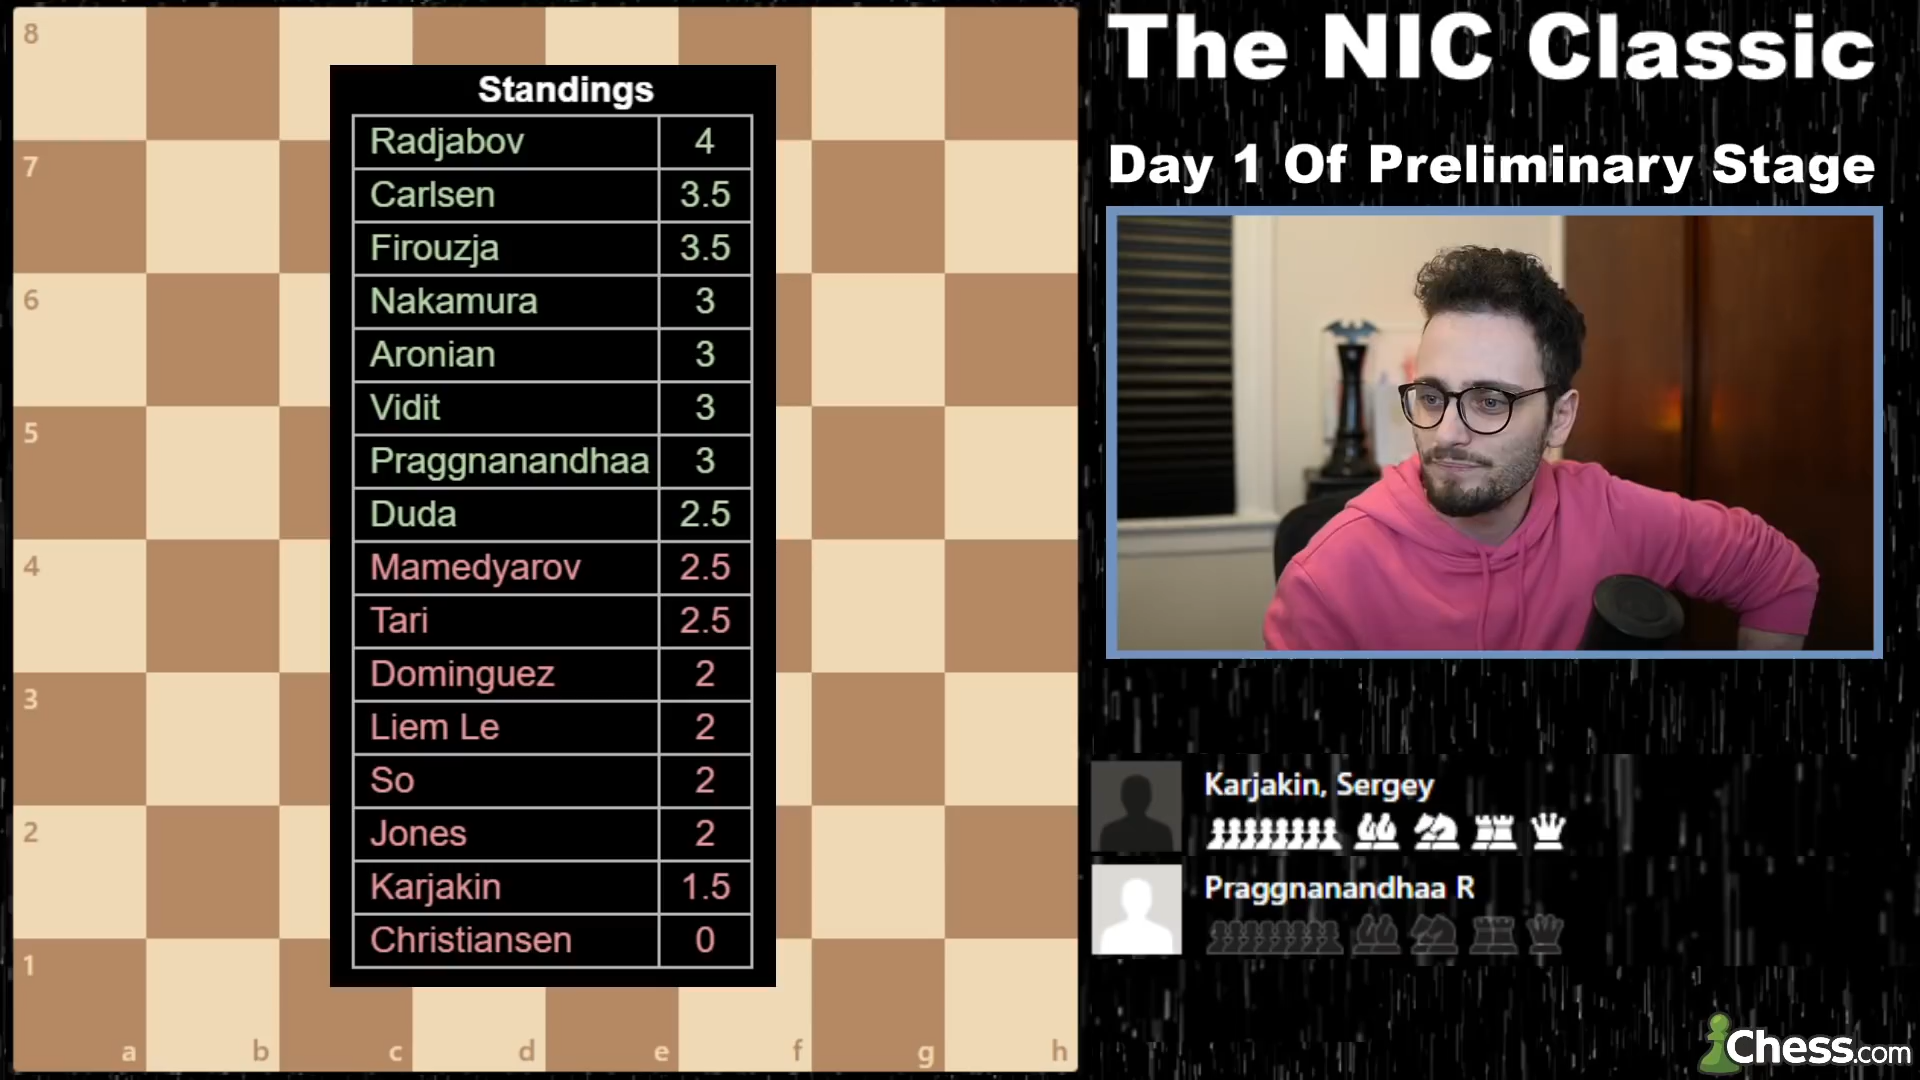 The NIC Classic
Day 1 Of Preliminary Stage
Standings
Radjabov 4
Carlsen 3.5
Firouzja 3.5
Nakamura 3
Aronian 3
Vidit 3
Praggnanandhaa 3
Duda 2.5
Mamedyarov 2.5
Tari 2.5
Dominguez 2
Liem Le 2
So 2
Jones 2
Karjakin 1.5
Christiansen 0
8
7
6
5
4
3
2
1
a b c d e f g h
Karjakin, Sergey
Praggnanandhaa R
Chess.com